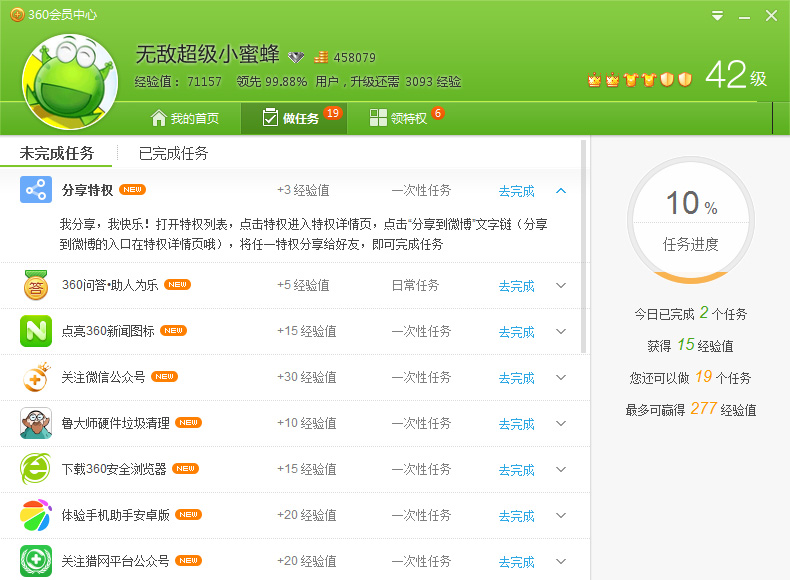 360会员中心
无敌超级小蜜蜂 458079
经验值：71157 领先 99.88% 用户，升级还需 3093 经验
42级
我的首页 做任务 19 领特权 6
未完成任务 已完成任务
分享特权 NEW +3 经验值 一次性任务 去完成
我分享，我快乐！打开特权列表，点击特权进入特权详情页，点击“分享到微博”文字链（分享
到微博的入口在特权详情页哦），将任一特权分享给好友，即可完成任务
答 360问答•助人为乐 NEW +5 经验值 日常任务 去完成
N 点亮360新闻图标 NEW +15 经验值 一次性任务 去完成
关注微信公众号 NEW +30 经验值 一次性任务 去完成
鲁大师硬件垃圾清理 NEW +10 经验值 一次性任务 去完成
下载360安全浏览器 NEW +15 经验值 一次性任务 去完成
体验手机助手安卓版 NEW +20 经验值 一次性任务 去完成
关注猎网平台公众号 NEW +20 经验值 一次性任务 去完成
10 %
任务进度
今日已完成 2 个任务
获得 15 经验值
您还可以做 19 个任务
最多可赢得 277 经验值